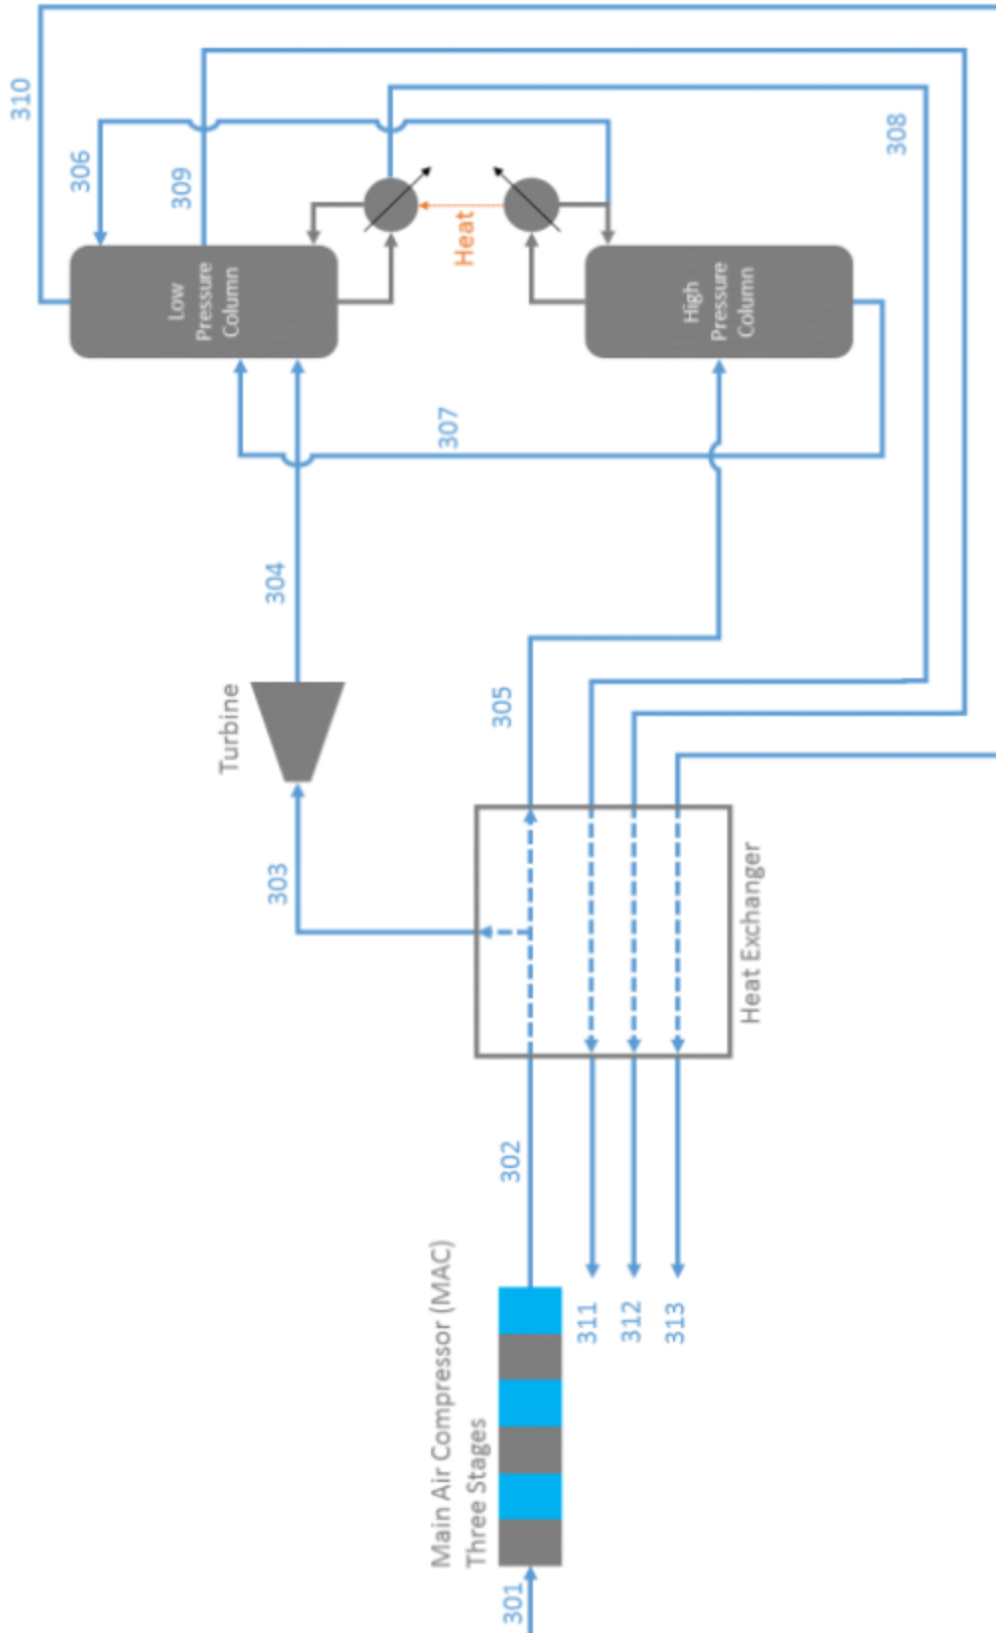 Main Air Compressor (MAC)
Three Stages
301
302
303
304
305
306
307
308
309
310
311
312
313
Turbine
Heat Exchanger
Low
Pressure
Column
High
Pressure
Column
Heat